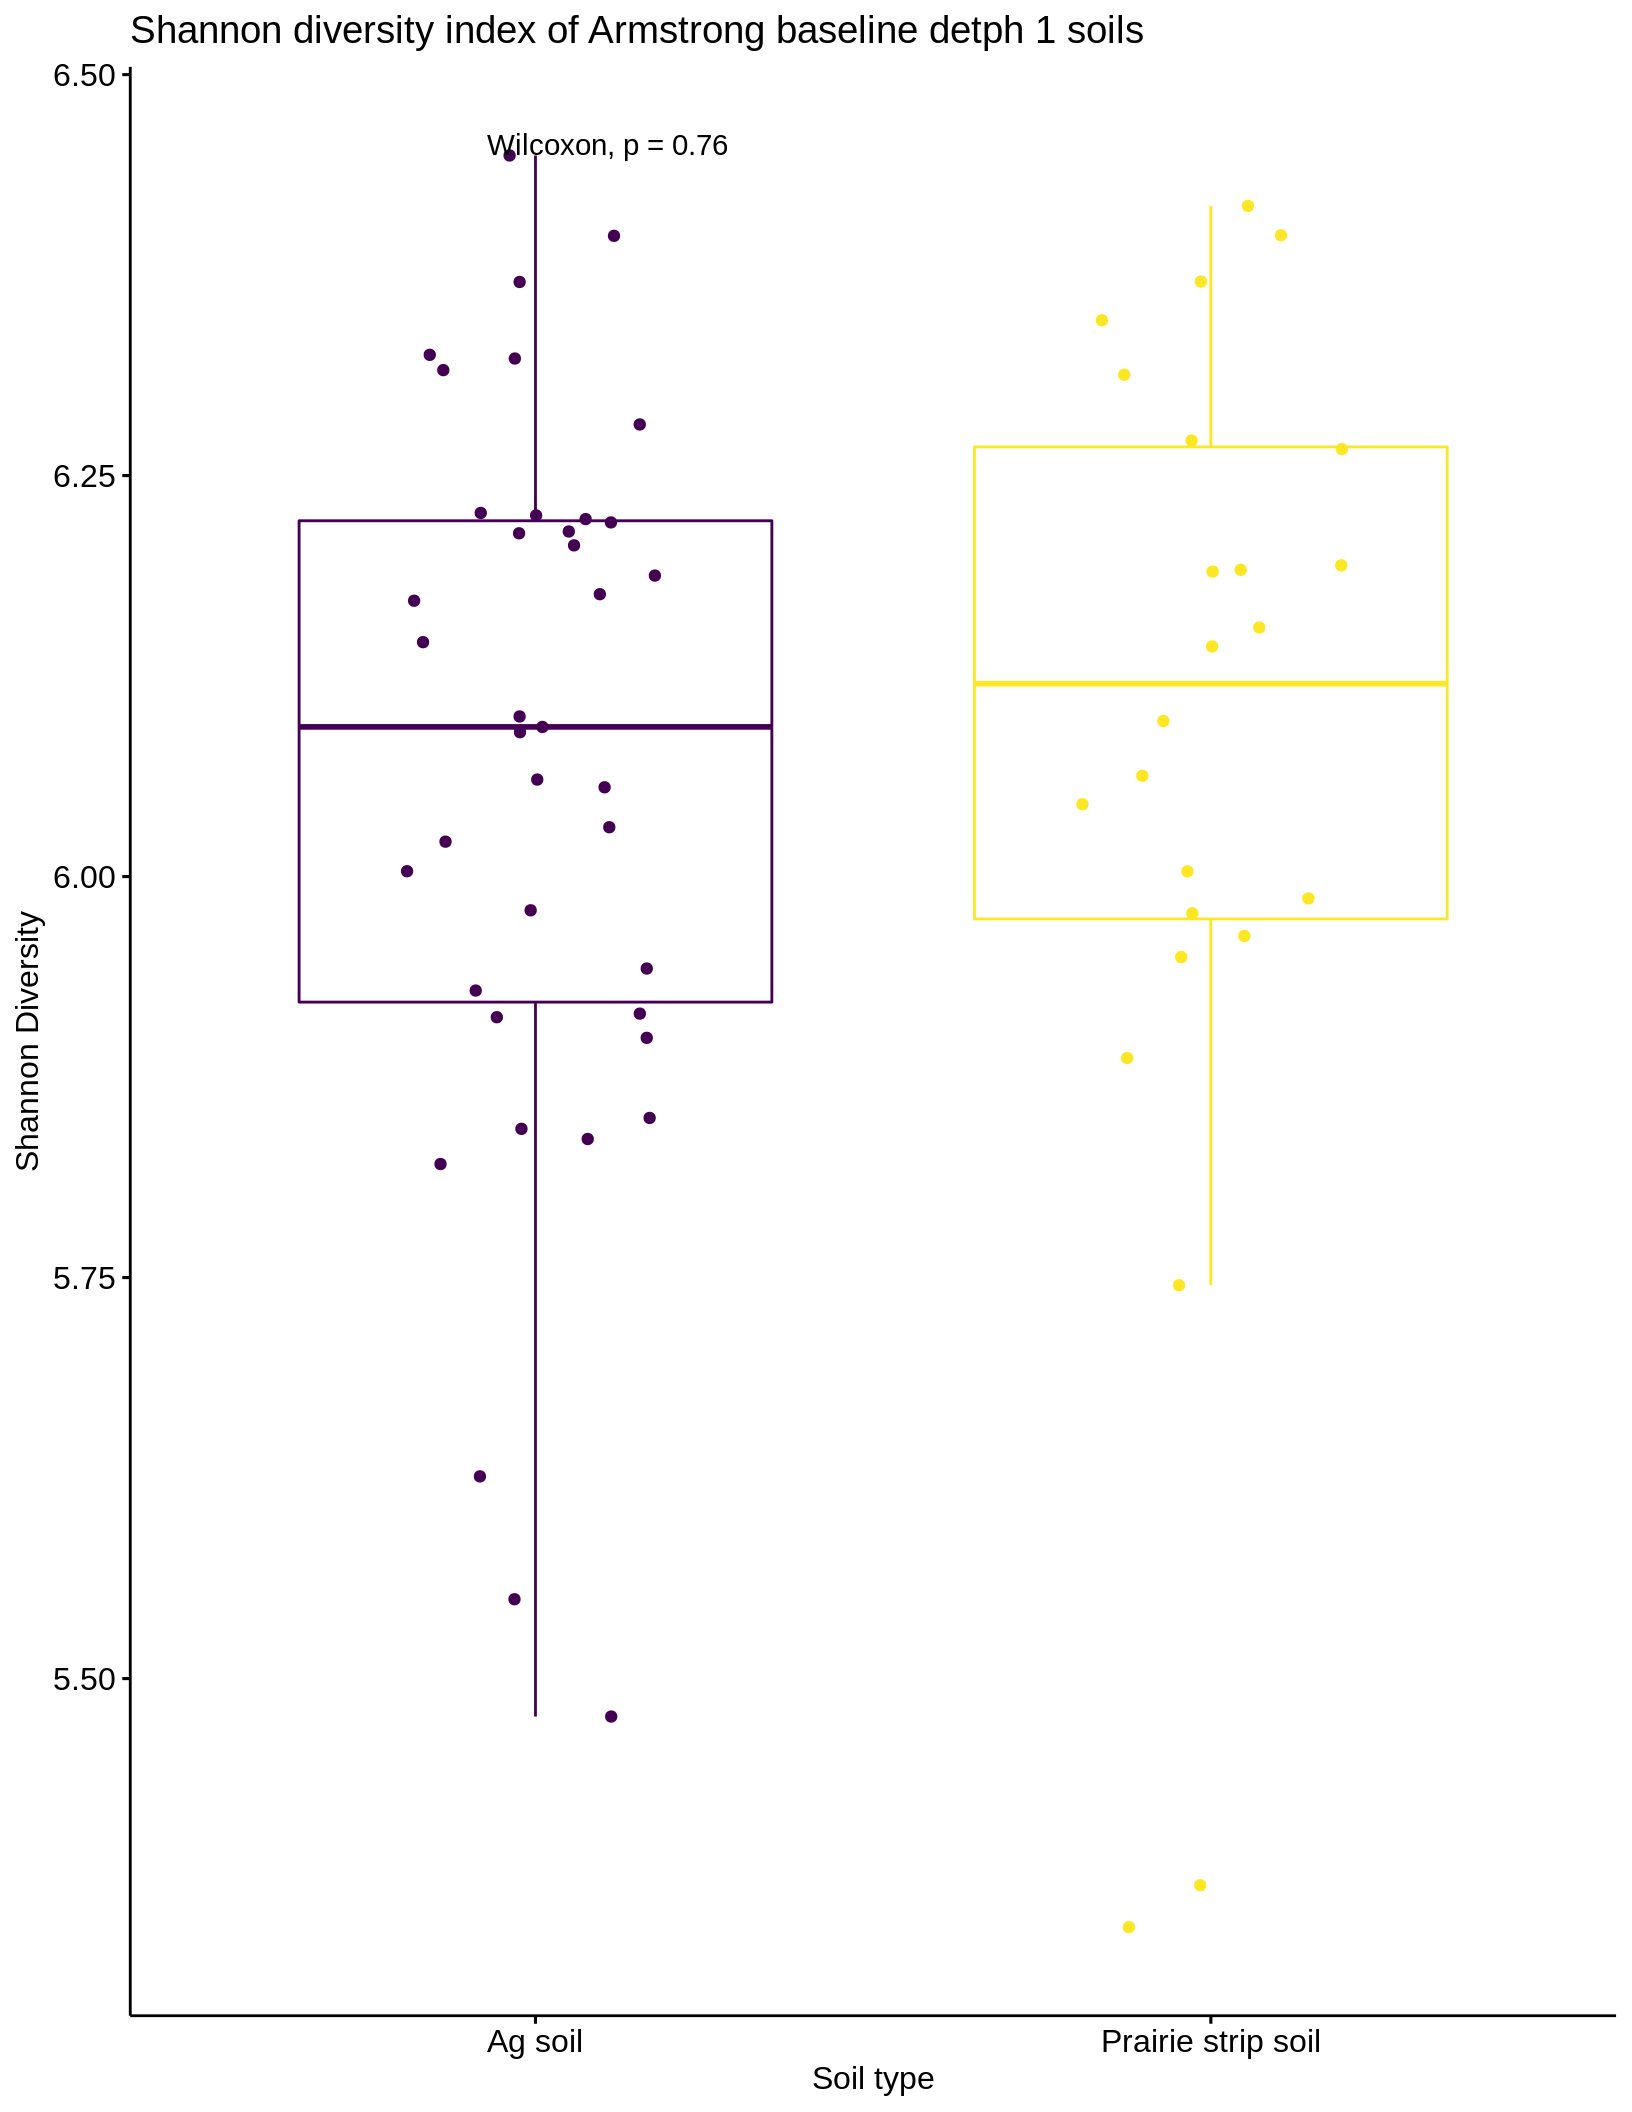 Shannon diversity index of Armstrong baseline detph 1 soils
6.50
Wilcoxon, p = 0.76
6.25
6.00
Shannon Diversity
5.75
5.50
Ag soil
Prairie strip soil
Soil type